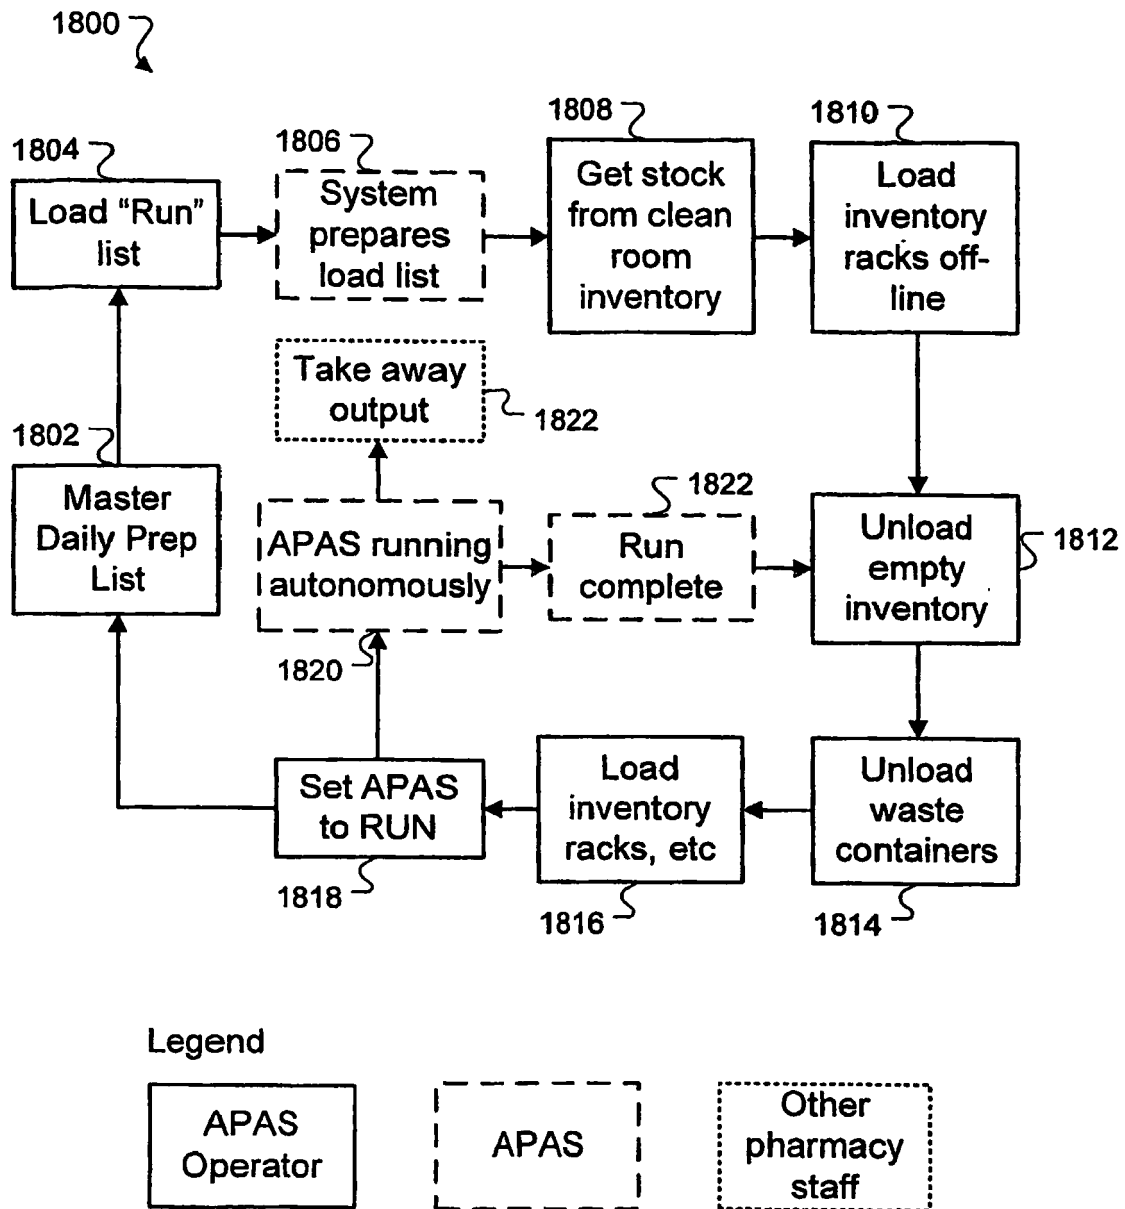 1800
1804
Load “Run”
list
1806
System
prepares
load list
1808
Get stock
from clean
room
inventory
1810
Load
inventory
racks off-
line
Take away
output
1822
1802
Master
Daily Prep
List
APAS running
autonomously
1820
1822
Run
complete
Unload
empty
inventory
1812
Set APAS
to RUN
1818
Load
inventory
racks, etc
1816
Unload
waste
containers
1814
Legend
APAS
Operator
APAS
Other
pharmacy
staff